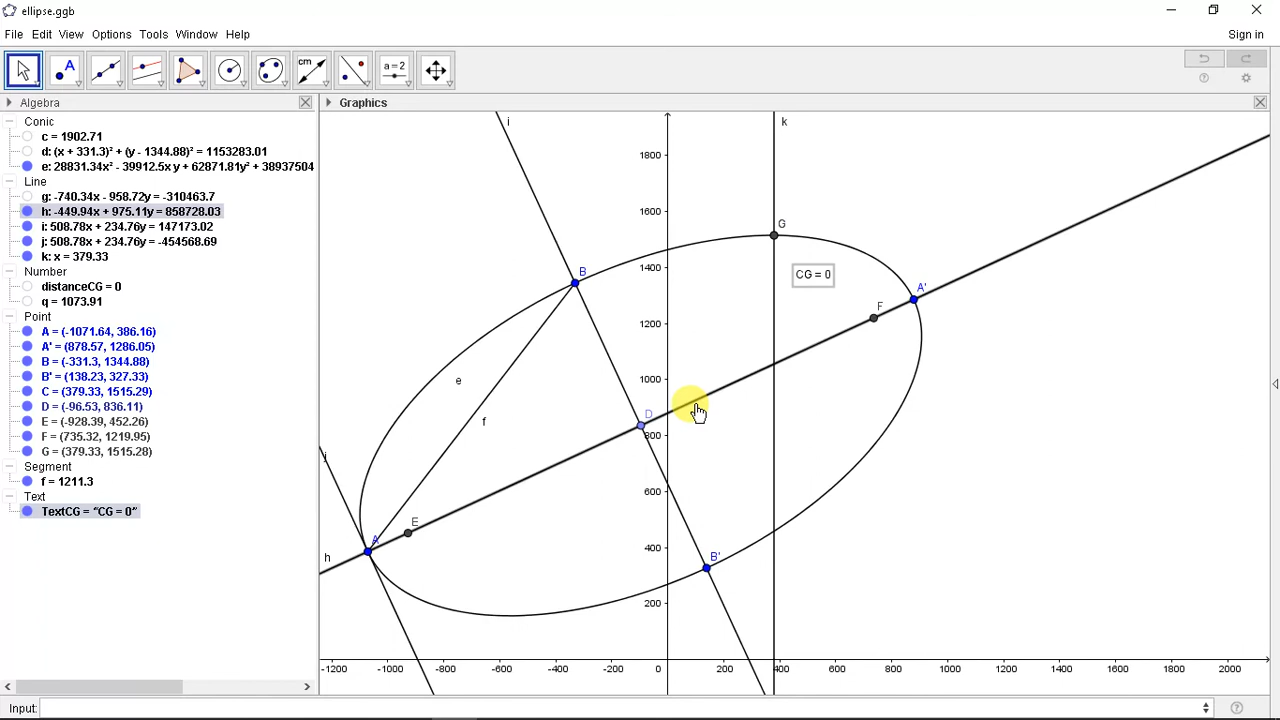 ellipse.ggb
File Edit View Options Tools Window Help
Sign in
A
cm
a = 2
Algebra
Graphics
Conic
c = 1902.71
d: (x + 331.3)² + (y - 1344.88)² = 1153283.01
e: 28831.34x² - 39912.5x y + 62871.81y² + 38937504
Line
g: -740.34x - 958.72y = -310463.7
h: -449.94x + 975.11y = 858728.03
i: 508.78x + 234.76y = 147173.02
j: 508.78x + 234.76y = -454568.69
k: x = 379.33
Number
distanceCG = 0
q = 1073.91
Point
A = (-1071.64, 386.16)
A' = (878.57, 1286.05)
B = (-331.3, 1344.88)
B' = (138.23, 327.33)
C = (379.33, 1515.29)
D = (-96.53, 836.11)
E = (-928.39, 452.26)
F = (735.32, 1219.95)
G = (379.33, 1515.28)
Segment
f = 1211.3
Text
TextCG = "CG = 0"
i
k
1800
1600
G
1400
CG = 0
B
A'
F
1200
1000
e
f
D
800
j
600
E
A
400
h
B'
200
-1200 -1000 -800 -600 -400 -200 0 200 400 600 800 1000 1200 1400 1600 1800 2000
Input: